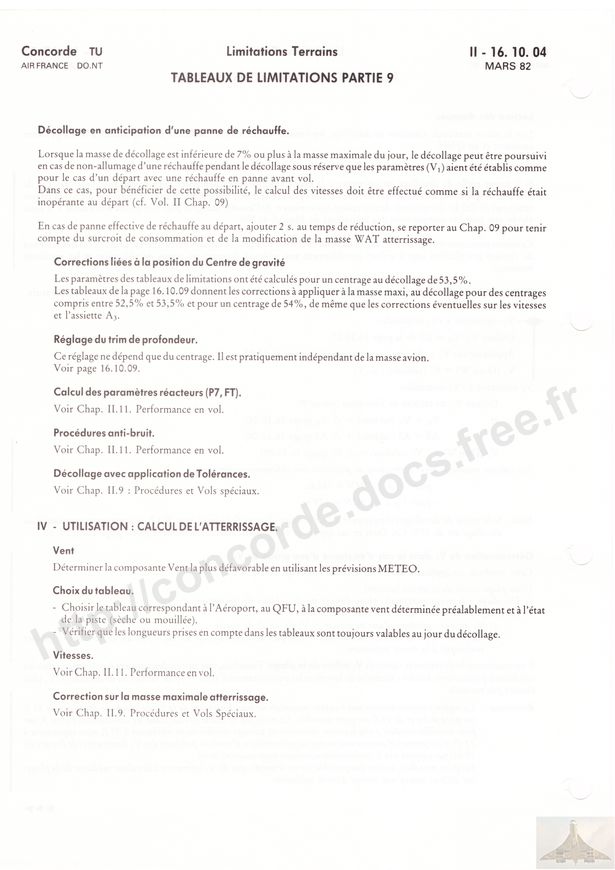 Concorde TU
Limitations Terrains
II - 16. 10. 04
AIR FRANCE DO.NT
MARS 82
TABLEAUX DE LIMITATIONS PARTIE 9
Décollage en anticipation d'une panne de réchauffe.
Lorsque la masse de décollage est inférieure de 7% ou plus à la masse maximale du jour, le décollage peut être poursuivi
en cas de non-allumage d'une réchauffe pendant le décollage sous réserve que les paramètres (V1) aient été établis comme
pour le cas d'un départ avec une réchauffe en panne avant vol.
Dans ce cas, pour bénéficier de cette possibilité, le calcul des vitesses doit être effectué comme si la réchauffe était
inopérante au départ (cf. Vol. II Chap. 09)
En cas de panne effective de réchauffe au départ, ajouter 2 s. au temps de réduction, se reporter au Chap. 09 pour tenir
compte du surcroit de consommation et de la modification de la masse WAT atterrissage.
Corrections liées à la position du Centre de gravité
Les paramètres des tableaux de limitations ont été calculés pour un centrage au décollage de 53,5%.
Les tableaux de la page 16.10.09 donnent les corrections à appliquer à la masse maxi, au décollage pour des centrages
compris entre 52,5% et 53,5% et pour un centrage de 54%, de même que les corrections éventuelles sur les vitesses
et l'assiette A3.
Réglage du trim de profondeur.
Ce réglage ne dépend que du centrage. Il est pratiquement indépendant de la masse avion.
Voir page 16.10.09.
Calcul des paramètres réacteurs (P7, FT).
Voir Chap. II.11. Performance en vol.
Procédures anti-bruit.
Voir Chap. II.11. Performance en vol.
Décollage avec application de Tolérances.
Voir Chap. II.9 : Procédures et Vols spéciaux.
IV - UTILISATION : CALCUL DE L'ATTERRISSAGE.
Vent
Déterminer la composante Vent la plus défavorable en utilisant les prévisions METEO.
Choix du tableau.
- Choisir le tableau correspondant à l'Aéroport, au QFU, à la composante vent déterminée préalablement et à l'état
de la piste (sèche ou mouillée).
- Vérifier que les longueurs prises en compte dans les tableaux sont toujours valables au jour du décollage.
Vitesses.
Voir Chap. II.11. Performance en vol.
Correction sur la masse maximale atterrissage.
Voir Chap. II.9. Procédures et Vols Spéciaux.
http://concorde.docs.free.fr